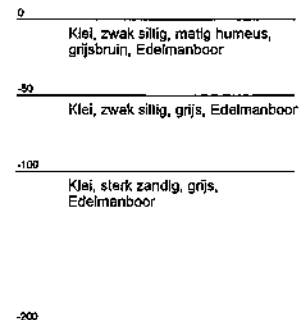 0
Klei, zwak siltig, matig humeus,
grijsbruin, Edelmanboor
-50
Klei, zwak siltig, grijs, Edelmanboor
-100
Klei, sterk zandig, grijs,
Edelmanboor
-200